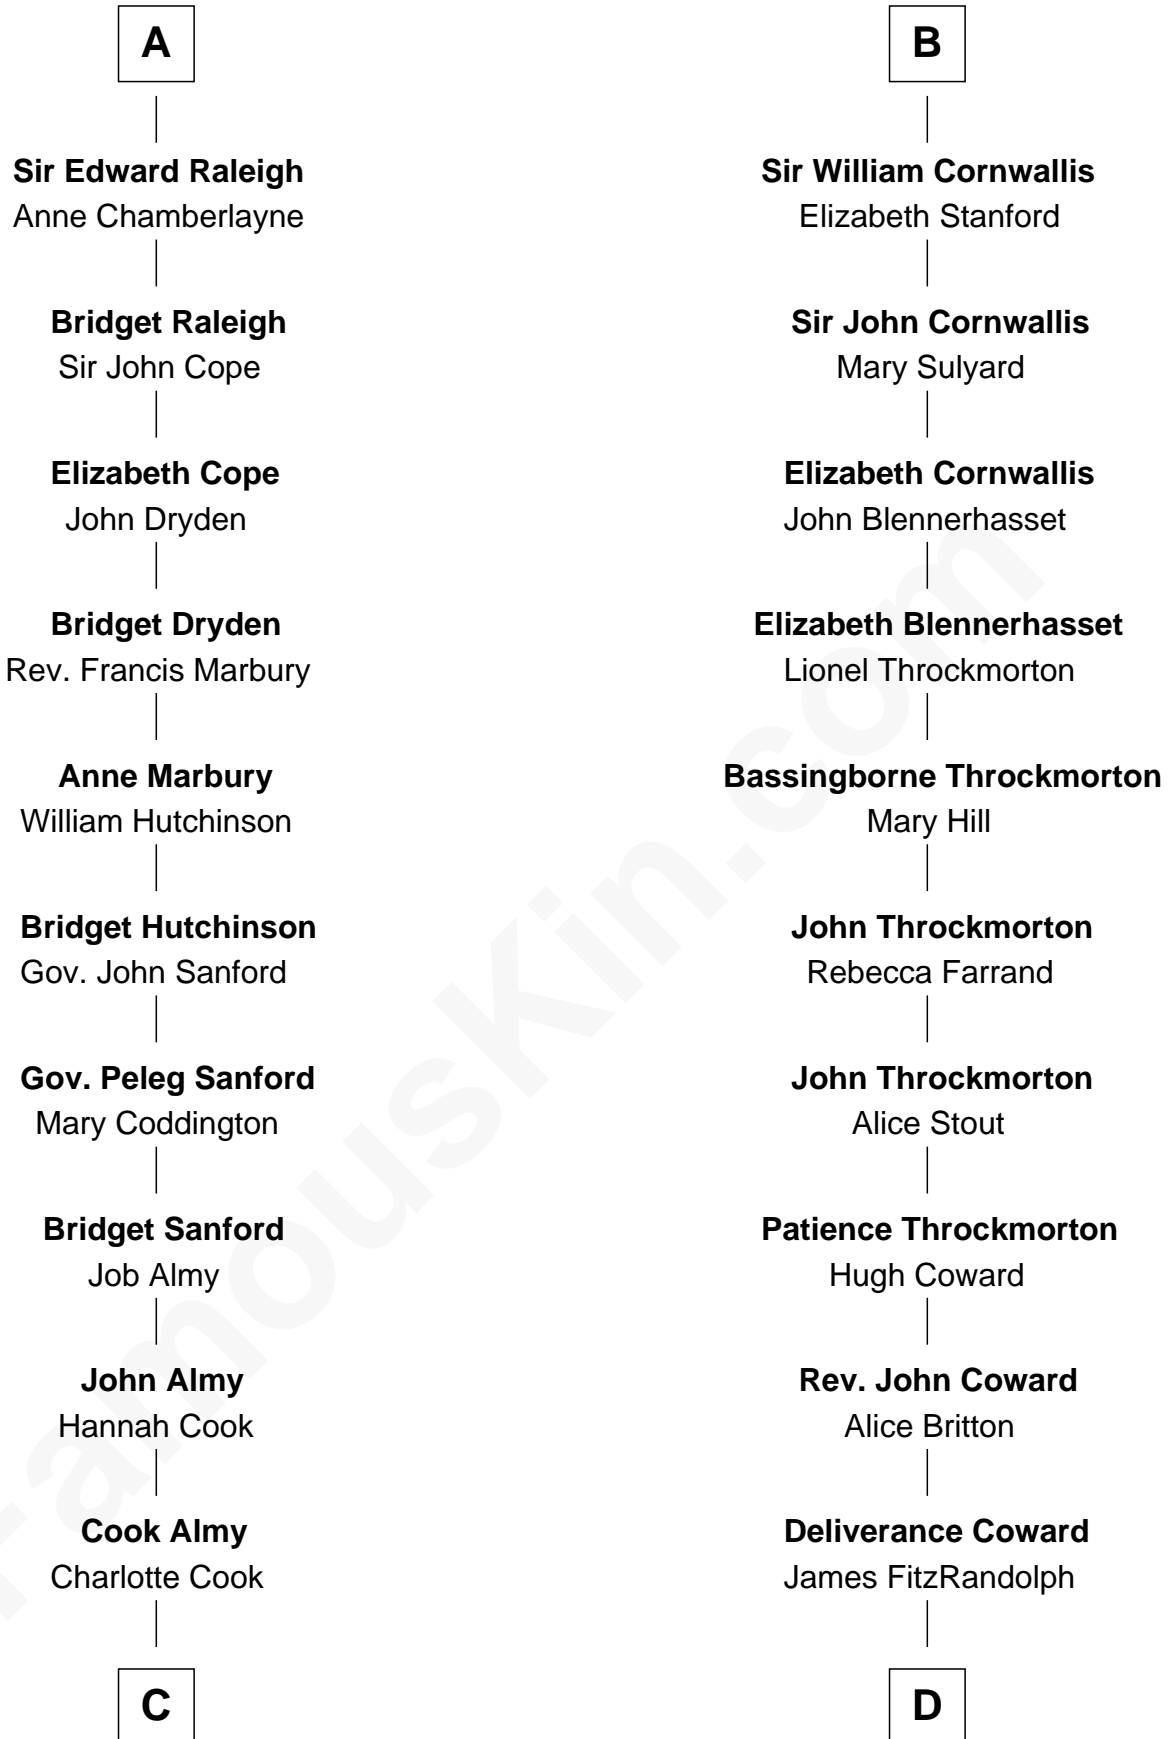 A
Sir Edward Raleigh
Anne Chamberlayne
Bridget Raleigh
Sir John Cope
Elizabeth Cope
John Dryden
Bridget Dryden
Rev. Francis Marbury
Anne Marbury
William Hutchinson
Bridget Hutchinson
Gov. John Sanford
Gov. Peleg Sanford
Mary Coddington
Bridget Sanford
Job Almy
John Almy
Hannah Cook
Cook Almy
Charlotte Cook
C
B
Sir William Cornwallis
Elizabeth Stanford
Sir John Cornwallis
Mary Sulyard
Elizabeth Cornwallis
John Blennerhasset
Elizabeth Blennerhasset
Lionel Throckmorton
Bassingborne Throckmorton
Mary Hill
John Throckmorton
Rebecca Farrand
John Throckmorton
Alice Stout
Patience Throckmorton
Hugh Coward
Rev. John Coward
Alice Britton
Deliverance Coward
James FitzRandolph
D
FamousKin.com